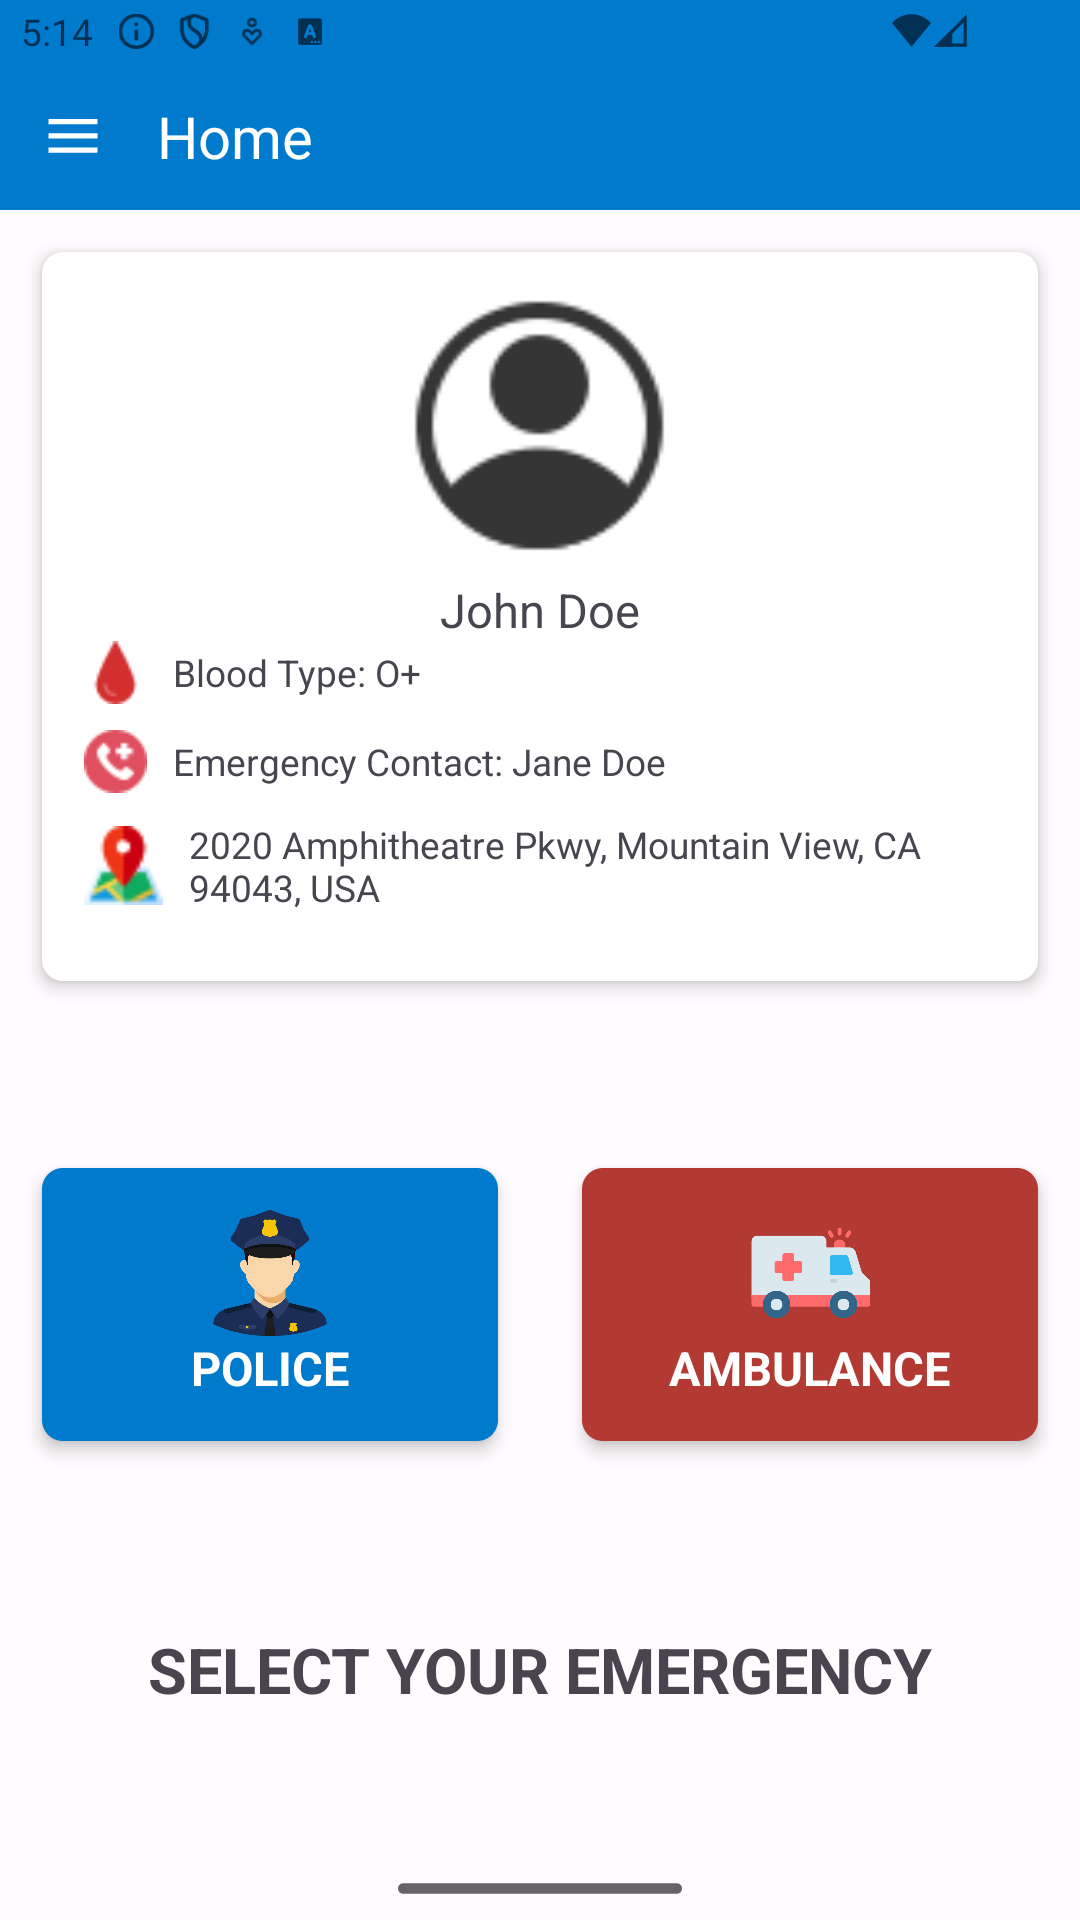 5:14
Home
John Doe
Blood Type: O+
Emergency Contact: Jane Doe
2020 Amphitheatre Pkwy, Mountain View, CA
94043, USA
POLICE
AMBULANCE
SELECT YOUR EMERGENCY